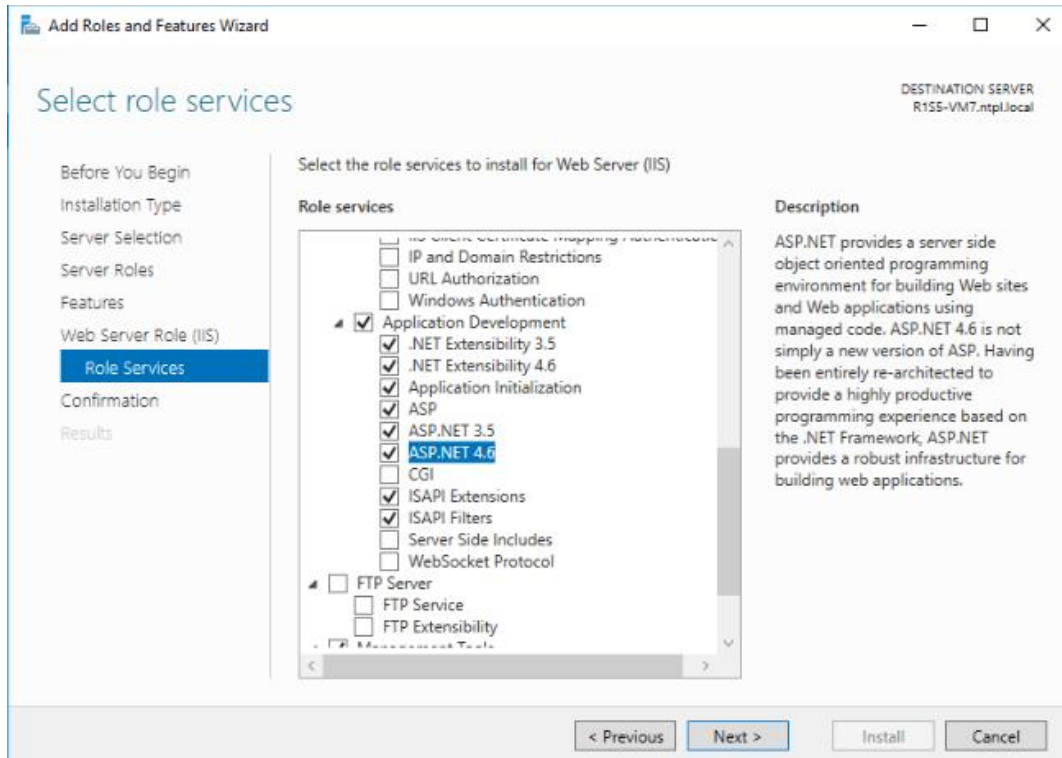 Add Roles and Features Wizard
Select role services
DESTINATION SERVER
R1S5-VM7.ntpl.local
Before You Begin
Installation Type
Server Selection
Server Roles
Features
Web Server Role (IIS)
Role Services
Confirmation
Results
Select the role services to install for Web Server (IIS)
Role services
IIS Client Certificate Mapping Authenticatic
IP and Domain Restrictions
URL Authorization
Windows Authentication
Application Development
.NET Extensibility 3.5
.NET Extensibility 4.6
Application Initialization
ASP
ASP.NET 3.5
ASP.NET 4.6
CGI
ISAPI Extensions
ISAPI Filters
Server Side Includes
WebSocket Protocol
FTP Server
FTP Service
FTP Extensibility
Management Tools
Description
ASP.NET provides a server side
object oriented programming
environment for building Web sites
and Web applications using
managed code. ASP.NET 4.6 is not
simply a new version of ASP. Having
been entirely re-architected to
provide a highly productive
programming experience based on
the .NET Framework, ASP.NET
provides a robust infrastructure for
building web applications.
< Previous
Next >
Install
Cancel